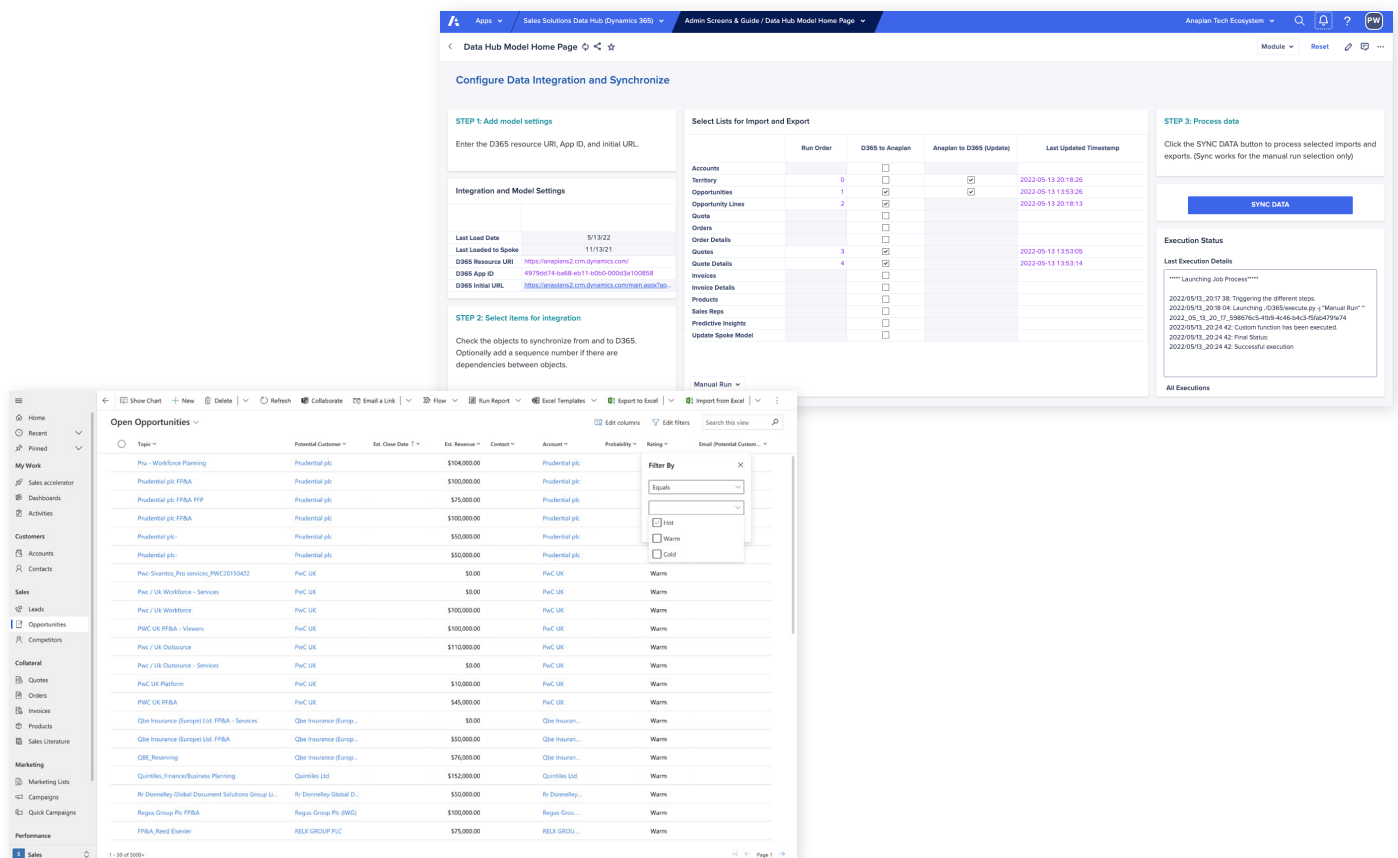 Apps
Sales Solutions Data Hub (Dynamics 365)
Admin Screens & Guide / Data Hub Model Home Page
Anaplan Tech Ecosystem
?
PW
Data Hub Model Home Page
Module
Reset
Configure Data Integration and Synchronize
STEP 1: Add model settings
Enter the D365 resource URI, App ID, and initial URL.
Integration and Model Settings
Last Load Date 5/13/22
Last Loaded to Spoke 11/13/21
D365 Resource URI https://anaplans2.crm.dynamics.com/
D365 App ID 4979dd74-ba68-eb11-b0b0-000d3a100858
D365 Initial URL https://anaplans2.crm.dynamics.com/main.aspx?ap...
STEP 2: Select items for integration
Check the objects to synchronize from and to D365.
Optionally add a sequence number if there are
dependencies between objects.
Select Lists for Import and Export
Run Order D365 to Anaplan Anaplan to D365 (Update) Last Updated Timestamp
Accounts
Territory 0 2022-05-13 20:18:26
Opportunities 1 2022-05-13 13:53:26
Opportunity Lines 2 2022-05-13 20:18:13
Quota
Orders
Order Details
Quotes 3 2022-05-13 13:53:05
Quote Details 4 2022-05-13 13:53:14
Invoices
Invoice Details
Products
Sales Reps
Predictive Insights
Update Spoke Model
Manual Run
STEP 3: Process data
Click the SYNC DATA button to process selected imports and
exports. (Sync works for the manual run selection only)
SYNC DATA
Execution Status
Last Execution Details
***** Launching Job Process*****
2022/05/13_20:17 38: Triggering the different steps.
2022/05/13_20:18 04: Launching ./D365/execute.py -j "Manual Run" ~
2022_05_13_20_17_598676c5-41b9-4c46-b4c3-f5fab4791e74
2022/05/13_20:24 42: Custom function has been executed.
2022/05/13_20:24 42: Final Status:
2022/05/13_20:24 42: Successful execution
All Executions
Home
Recent
Pinned
My Work
Sales accelerator
Dashboards
Activities
Customers
Accounts
Contacts
Sales
Leads
Opportunities
Competitors
Collateral
Quotes
Orders
Invoices
Products
Sales Literature
Marketing
Marketing Lists
Campaigns
Quick Campaigns
Performance
S Sales
Show Chart New Delete Refresh Collaborate Email a Link Flow Run Report Excel Templates Export to Excel Import from Excel
Open Opportunities
Edit columns Edit filters Search this view
Topic Potential Customer Est. Close Date Est. Revenue Contact Account Probability Rating Email (Potential Custom...
Pru - Workforce Planning Prudential plc $104,000.00 Prudential plc
Prudential plc FP&A Prudential plc $100,000.00 Prudential plc
Prudential plc FP&A PFP Prudential plc $75,000.00 Prudential plc
Prudential plc FP&A Prudential plc $100,000.00 Prudential plc
Prudential plc- Prudential plc $50,000.00 Prudential plc
Prudential plc- Prudential plc $50,000.00 Prudential plc
Pwc-Sivantos_Pro services_PWC20150422 PwC UK $0.00 PwC UK Warm
Pwc / Uk Workforce - Services PwC UK $0.00 PwC UK Warm
Pwc / Uk Workforce PwC UK $100,000.00 PwC UK Warm
PWC UK PF&A - Viewers PwC UK $100,000.00 PwC UK Warm
Pwc / Uk Outsource PwC UK $110,000.00 PwC UK Warm
Pwc / Uk Outsource - Services PwC UK $0.00 PwC UK Warm
PwC UK Platform PwC UK $10,000.00 PwC UK Warm
PWC UK PF&A PwC UK $45,000.00 PwC UK Warm
Qbe Insurance (Europe) Ltd. FP&A - Services Qbe Insurance (Europ... $0.00 Qbe Insuran... Warm
Qbe Insurance (Europe) Ltd. FP&A Qbe Insurance (Europ... $50,000.00 Qbe Insuran... Warm
QBE_Reserving Qbe Insurance (Europ... $76,000.00 Qbe Insuran... Warm
Quintiles_Finance/Business Planning Quintiles Ltd. $152,000.00 Quintiles Ltd. Warm
Rr Donnelley Global Document Solutions Group Li... Rr Donnelley Global D... $50,000.00 Rr Donnelley... Warm
Regus Group Plc FP&A Regus Group Plc (IWG) $100,000.00 Regus Grou... Warm
FP&A_Reed Elsevier RELX GROUP PLC $75,000.00 RELX GROU... Warm
Filter By
Equals
Hot
Warm
Cold
1 - 50 of 5000+
Page 1